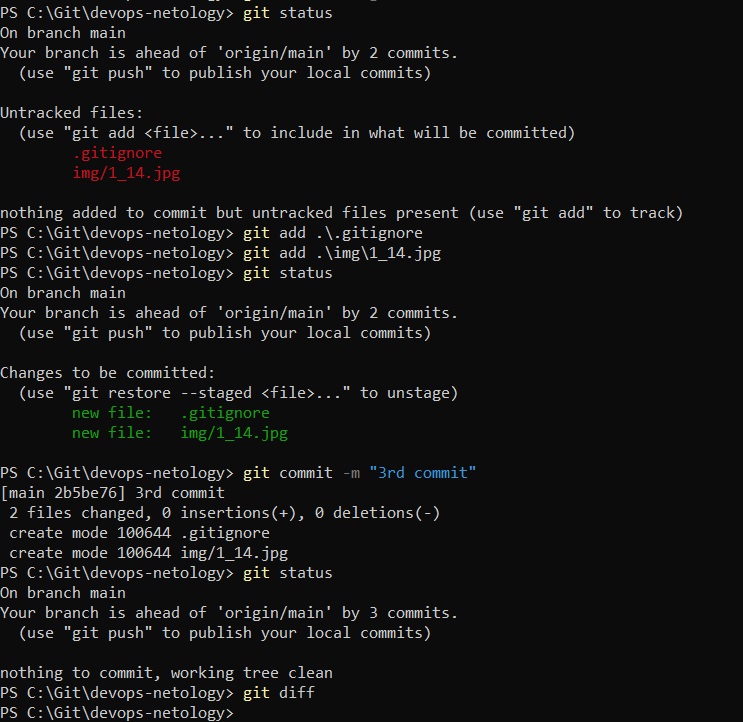 PS C:\Git\devops-netology> git status
On branch main
Your branch is ahead of 'origin/main' by 2 commits.
  (use "git push" to publish your local commits)

Untracked files:
  (use "git add <file>..." to include in what will be committed)
        .gitignore
        img/1_14.jpg

nothing added to commit but untracked files present (use "git add" to track)
PS C:\Git\devops-netology> git add .\.gitignore
PS C:\Git\devops-netology> git add .\img\1_14.jpg
PS C:\Git\devops-netology> git status
On branch main
Your branch is ahead of 'origin/main' by 2 commits.
  (use "git push" to publish your local commits)

Changes to be committed:
  (use "git restore --staged <file>..." to unstage)
        new file:   .gitignore
        new file:   img/1_14.jpg

PS C:\Git\devops-netology> git commit -m "3rd commit"
[main 2b5be76] 3rd commit
 2 files changed, 0 insertions(+), 0 deletions(-)
 create mode 100644 .gitignore
 create mode 100644 img/1_14.jpg
PS C:\Git\devops-netology> git status
On branch main
Your branch is ahead of 'origin/main' by 3 commits.
  (use "git push" to publish your local commits)

nothing to commit, working tree clean
PS C:\Git\devops-netology> git diff
PS C:\Git\devops-netology>